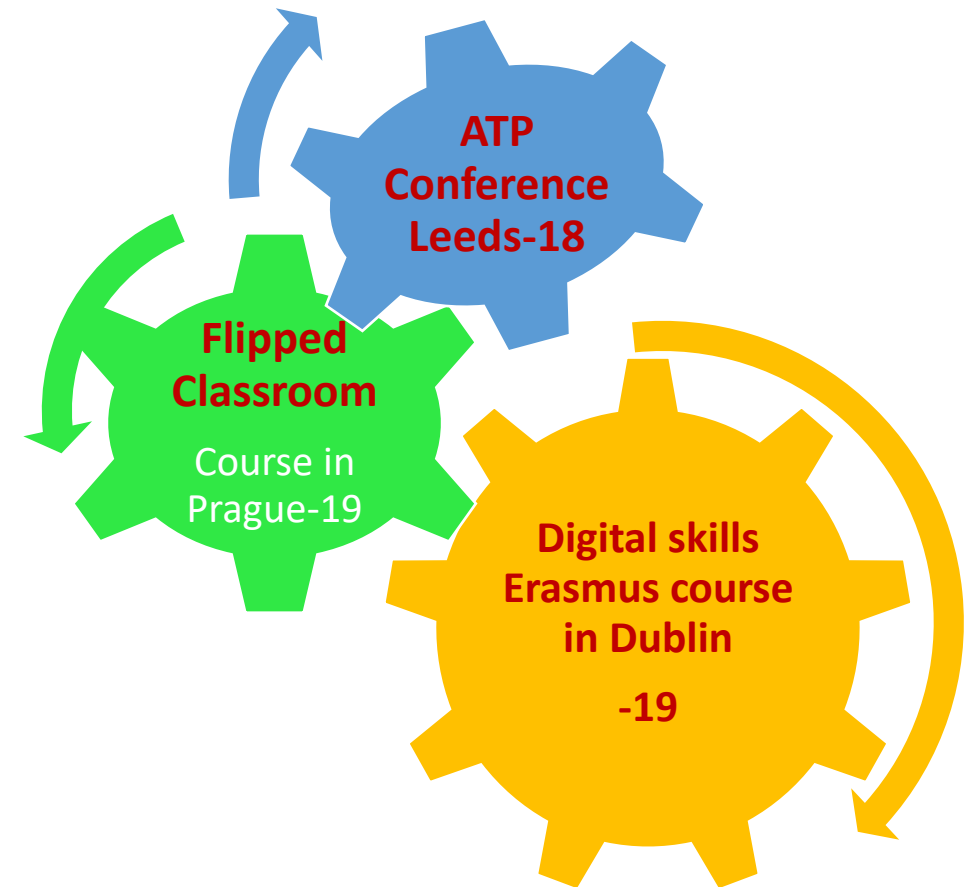 ATP
Conference
Leeds-18
Flipped
Classroom
Course in
Prague-19
Digital skills
Erasmus course
in Dublin
-19